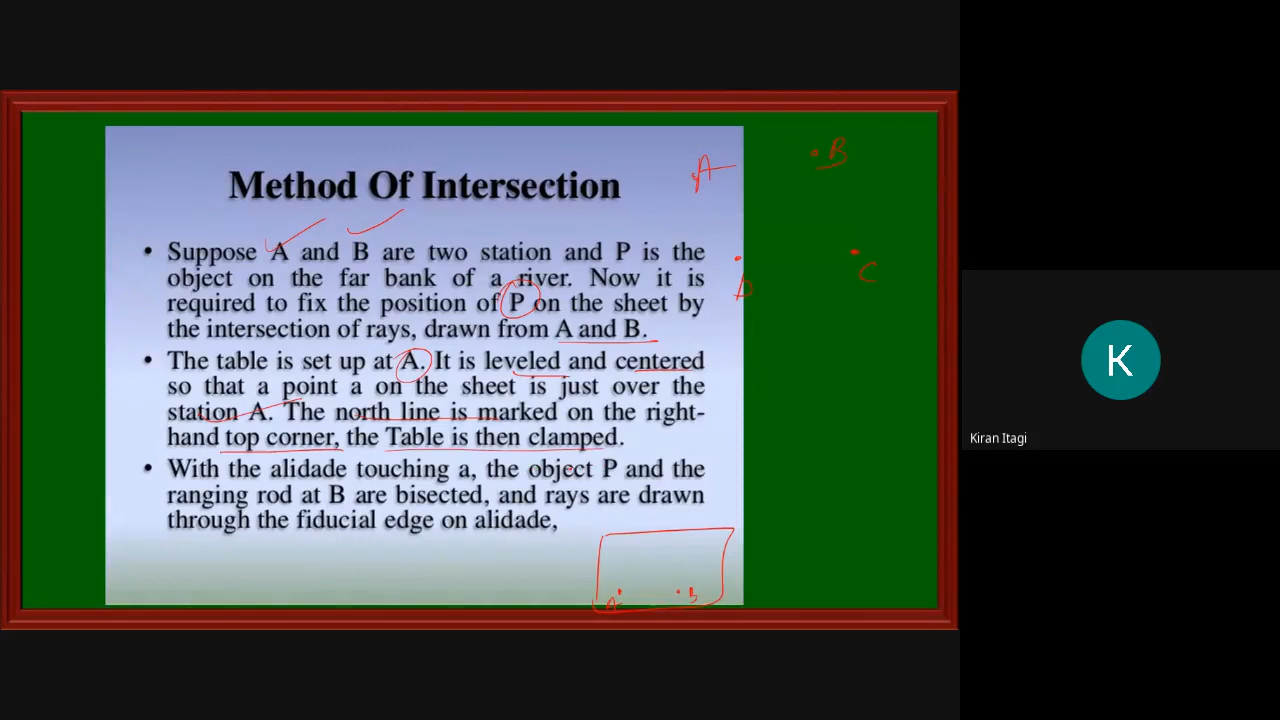 Method Of Intersection
• Suppose A and B are two station and P is the
object on the far bank of a river. Now it is
required to fix the position of P on the sheet by
the intersection of rays, drawn from A and B.
• The table is set up at A. It is leveled and centered
so that a point a on the sheet is just over the
station A. The north line is marked on the right-
hand top corner, the Table is then clamped.
• With the alidade touching a, the object P and the
ranging rod at B are bisected, and rays are drawn
through the fiducial edge on alidade,
A
B
C
D
A
B
K
Kiran Itagi